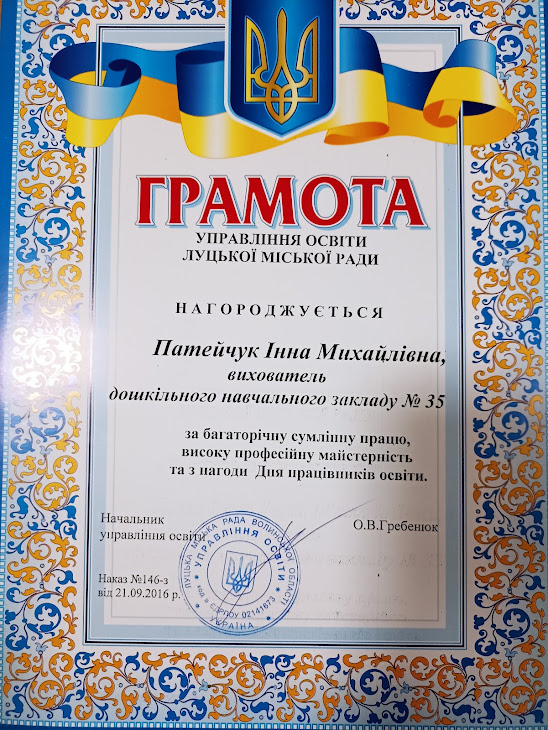 ГРАМОТА
УПРАВЛІННЯ ОСВІТИ
ЛУЦЬКОЇ МІСЬКОЇ РАДИ
НАГОРОДЖУЄТЬСЯ
Патейчук Інна Михайлівна,
вихователь
дошкільного навчального закладу № 35
за багаторічну сумлінну працю,
високу професійну майстерність
та з нагоди Дня працівників освіти.
Начальник
управління освіти
О.В.Гребенюк
Наказ №146-з
від 21.09.2016 р.
ЛУЦЬКА МІСЬКА РАДА ВОЛИНСЬКОЇ ОБЛАСТІ
УПРАВЛІННЯ ОСВІТИ
код в ЄДРПОУ 02141673
УКРАЇНА